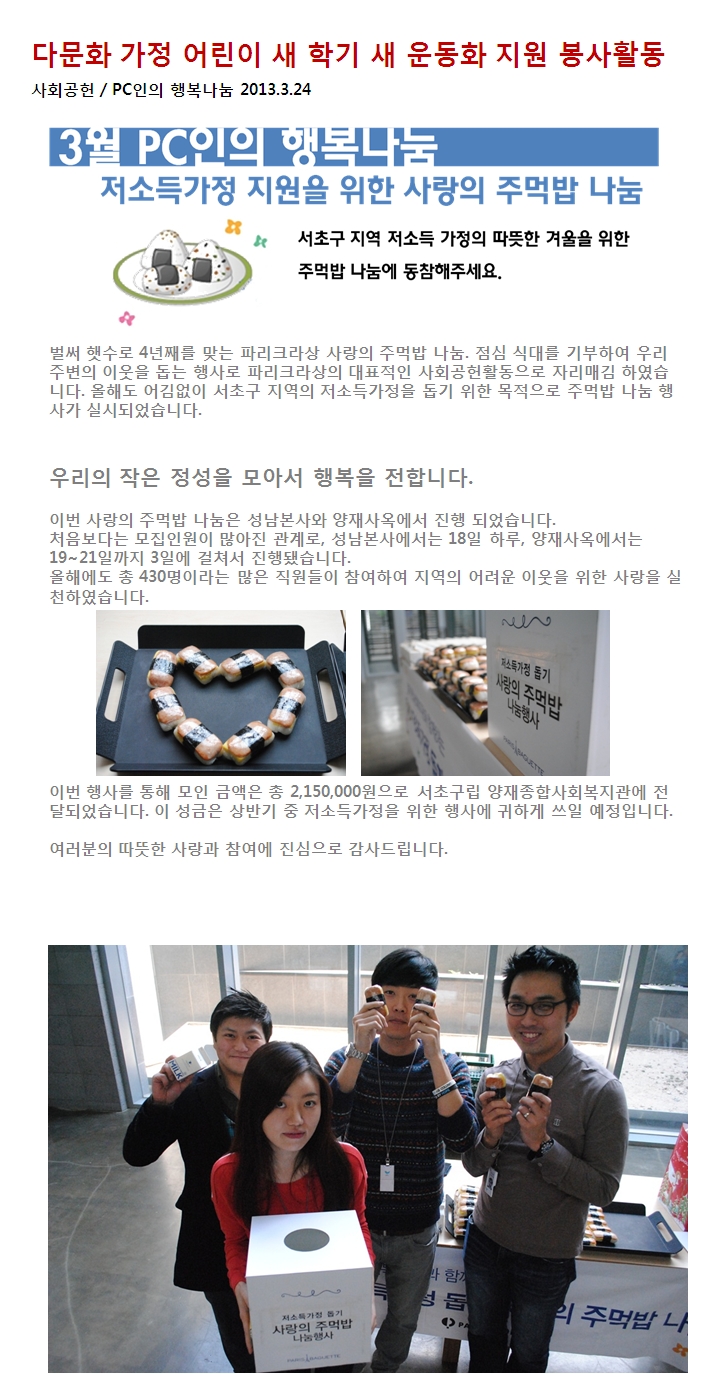 다문화 가정 어린이 새 학기 새 운동화 지원 봉사활동
사회공헌 / PC인의 행복나눔 2013.3.24
3월 PC인의 행복나눔
저소득가정 지원을 위한 사랑의 주먹밥 나눔
서초구 지역 저소득 가정의 따뜻한 겨울을 위한
주먹밥 나눔에 동참해주세요.
벌써 햇수로 4년째를 맞는 파리크라상 사랑의 주먹밥 나눔. 점심 식대를 기부하여 우리
주변의 이웃을 돕는 행사로 파리크라상의 대표적인 사회공헌활동으로 자리매김 하였습
니다. 올해도 어김없이 서초구 지역의 저소득가정을 돕기 위한 목적으로 주먹밥 나눔 행
사가 실시되었습니다.
우리의 작은 정성을 모아서 행복을 전합니다.
이번 사랑의 주먹밥 나눔은 성남본사와 양재사옥에서 진행 되었습니다.
처음보다는 모집인원이 많아진 관계로, 성남본사에서는 18일 하루, 양재사옥에서는
19~21일까지 3일에 걸쳐서 진행됐습니다.
올해에도 총 430명이라는 많은 직원들이 참여하여 지역의 어려운 이웃을 위한 사랑을 실
천하였습니다.
저소득가정 돕기
사랑의 주먹밥
나눔행사
PARIS BAGUETTE
이번 행사를 통해 모인 금액은 총 2,150,000원으로 서초구립 양재종합사회복지관에 전
달되었습니다. 이 성금은 상반기 중 저소득가정을 위한 행사에 귀하게 쓰일 예정입니다.
여러분의 따뜻한 사랑과 참여에 진심으로 감사드립니다.
MILK
저소득가정 돕기
사랑의 주먹밥
나눔행사
PARIS BAGUETTE
과 함께
정 돕
의 주먹밥 나
PA